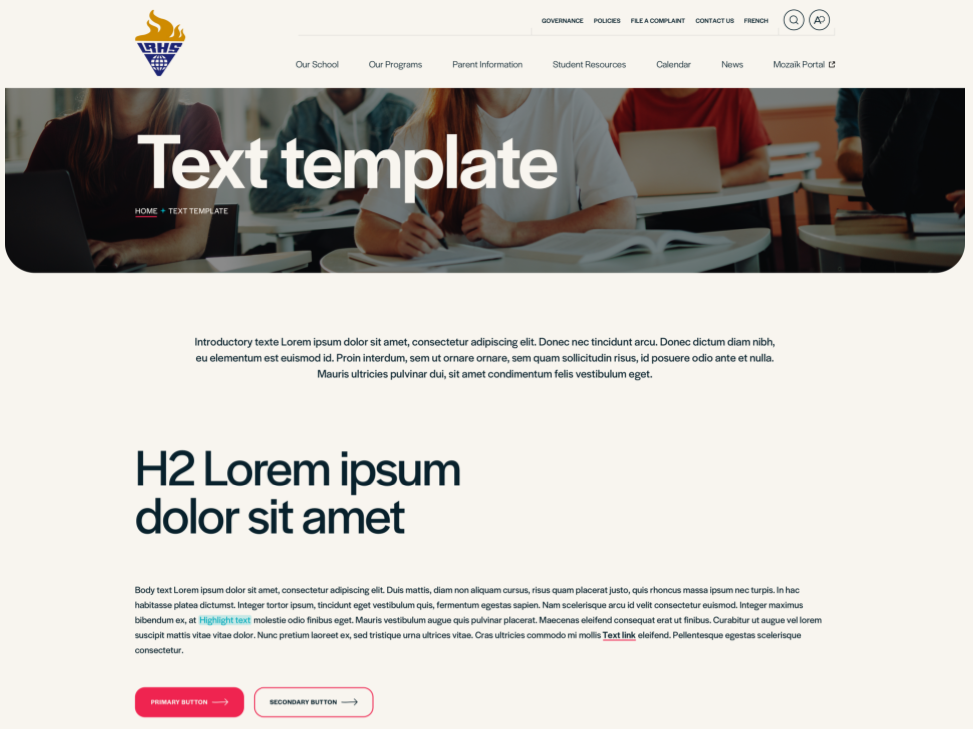 GOVERNANCE POLICIES FILE A COMPLAINT CONTACT US FRENCH
LRHS
Our School Our Programs Parent Information Student Resources Calendar News Mozaik Portal
Text template
HOME + TEXT TEMPLATE
Introductory texte Lorem ipsum dolor sit amet, consectetur adipiscing elit. Donec nec tincidunt arcu. Donec dictum diam nibh,
eu elementum est euismod id. Proin interdum, sem ut ornare ornare, sem quam sollicitudin risus, id posuere odio ante et nulla.
Mauris ultricies pulvinar dui, sit amet condimentum felis vestibulum eget.
H2 Lorem ipsum
dolor sit amet
Body text Lorem ipsum dolor sit amet, consectetur adipiscing elit. Duis mattis, diam non aliquam cursus, risus quam placerat justo, quis rhoncus massa ipsum nec turpis. In hac
habitasse platea dictumst. Integer tortor ipsum, tincidunt eget vestibulum quis, fermentum egestas sapien. Nam scelerisque arcu id velit consectetur euismod. Integer maximus
bibendum ex, at Highlight text molestie odio finibus eget. Mauris vestibulum augue quis pulvinar placerat. Maecenas eleifend consequat erat ut finibus. Curabitur ut augue vel lorem
suscipit mattis vitae vitae dolor. Nunc pretium laoreet ex, sed tristique urna ultrices vitae. Cras ultricies commodo mi mollis Text link eleifend. Pellentesque egestas scelerisque
consectetur.
PRIMARY BUTTON SECONDARY BUTTON